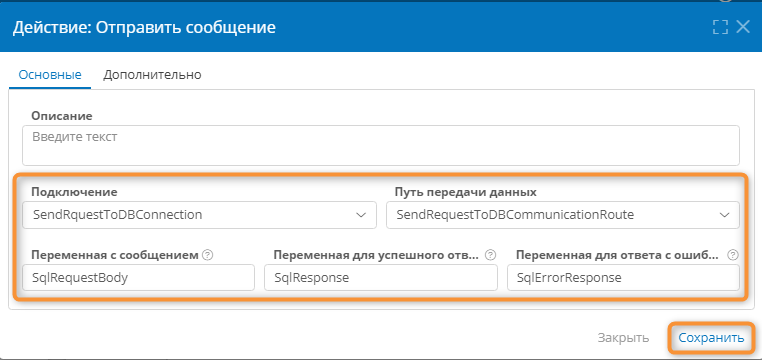 Действие: Отправить сообщение
Основные Дополнительно
Описание
Введите текст
Подключение Путь передачи данных
SendRquestToDBConnection SendRequestToDBCommunicationRoute
Переменная с сообщением Переменная для успешного отв... Переменная для ответа с ошиб...
SqlRequestBody SqlResponse SqlErrorResponse
Закрыть Сохранить